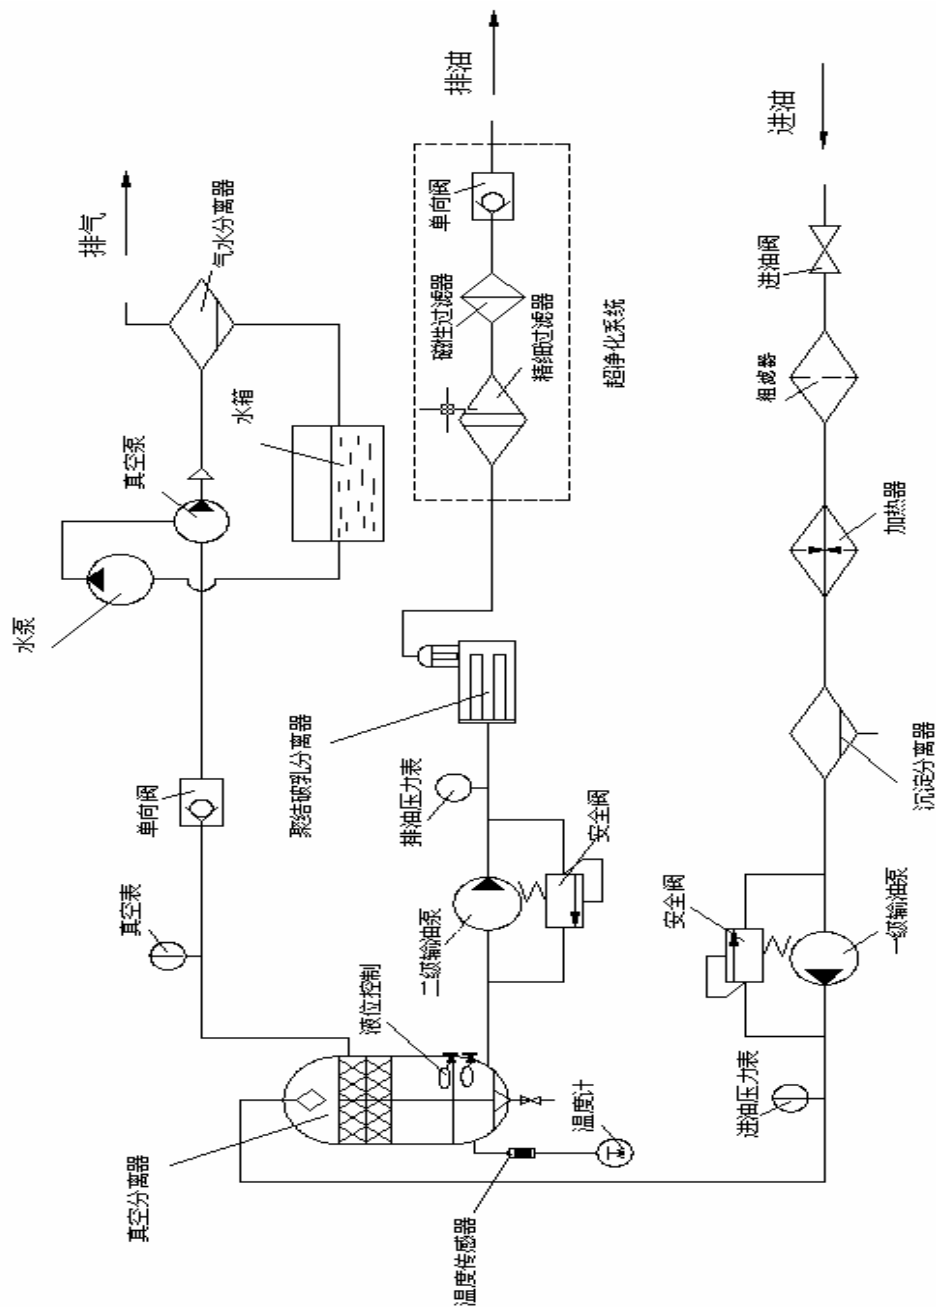 水泵
排气
真空分离器
真空表
单向阀
真空泵
气水分离器
水箱
聚结破乳分离器
液位控制
排油压力表
二级输油泵
磁性过滤器
单向阀
排油
温度传感器
精细过滤器
温度计
安全阀
超净化系统
安全阀
进油压力表
粗滤器
进油阀
进油
一级输油泵
沉淀分离器
加热器